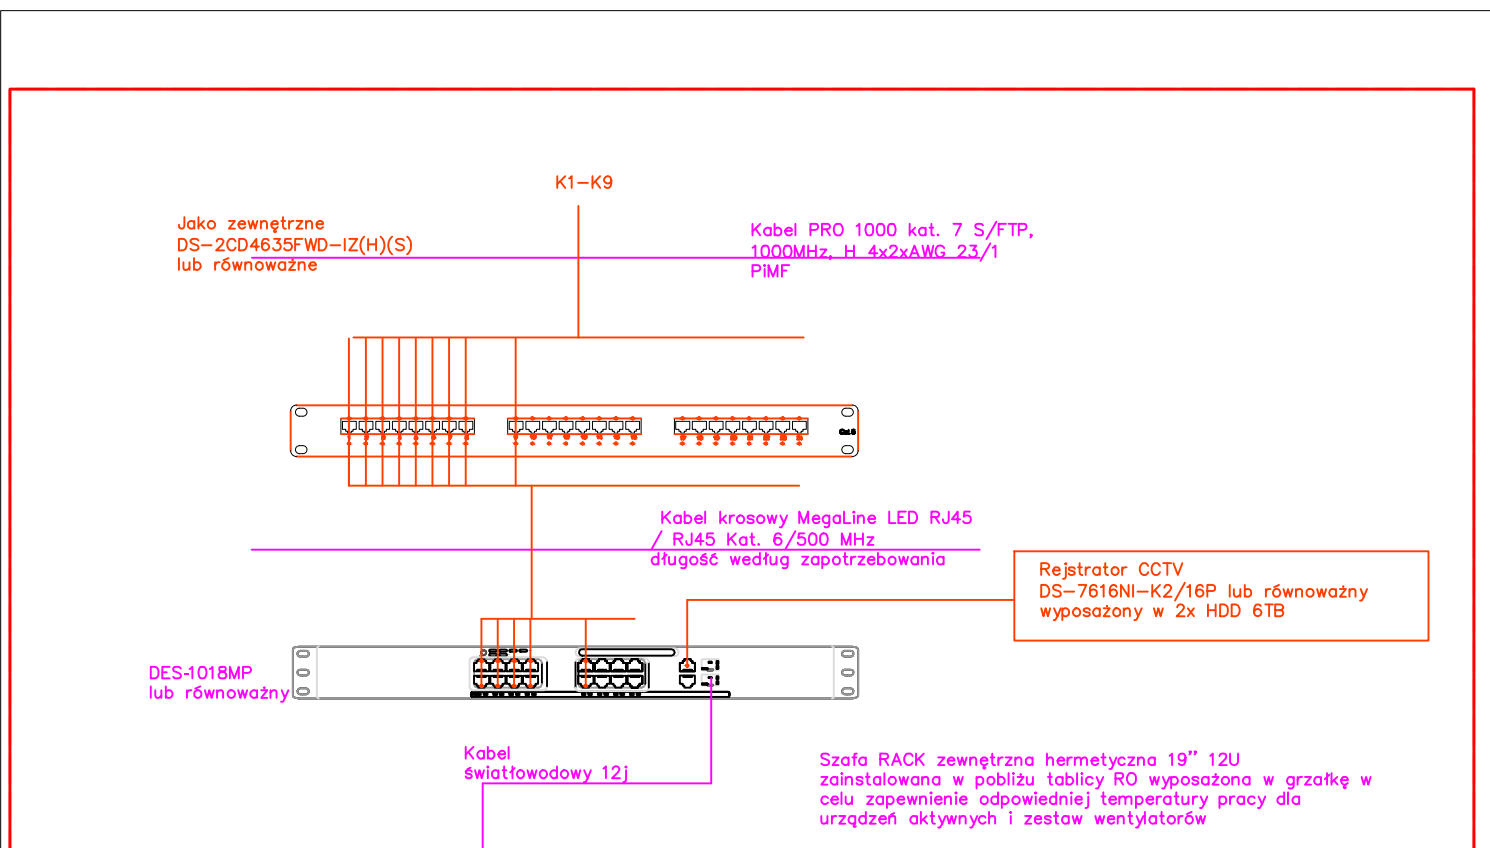 K1-K9
Jako zewnętrzne
DS-2CD4635FWD-IZ(H)(S)
lub równoważne
Kabel PRO 1000 kat. 7 S/FTP,
1000MHz, H 4x2xAWG 23/1
PiMF
Cat 6
Kabel krosowy MegaLine LED RJ45
/ RJ45 Kat. 6/500 MHz
długość według zapotrzebowania
Rejstrator CCTV
DS-7616NI-K2/16P lub równoważny
wyposażony w 2x HDD 6TB
DES-1018MP
lub równoważny
Kabel
światłowodowy 12j
Szafa RACK zewnętrzna hermetyczna 19'' 12U
zainstalowana w pobliżu tablicy RO wyposażona w grzałkę w
celu zapewnienie odpowiedniej temperatury pracy dla
urządzeń aktywnych i zestaw wentylatorów